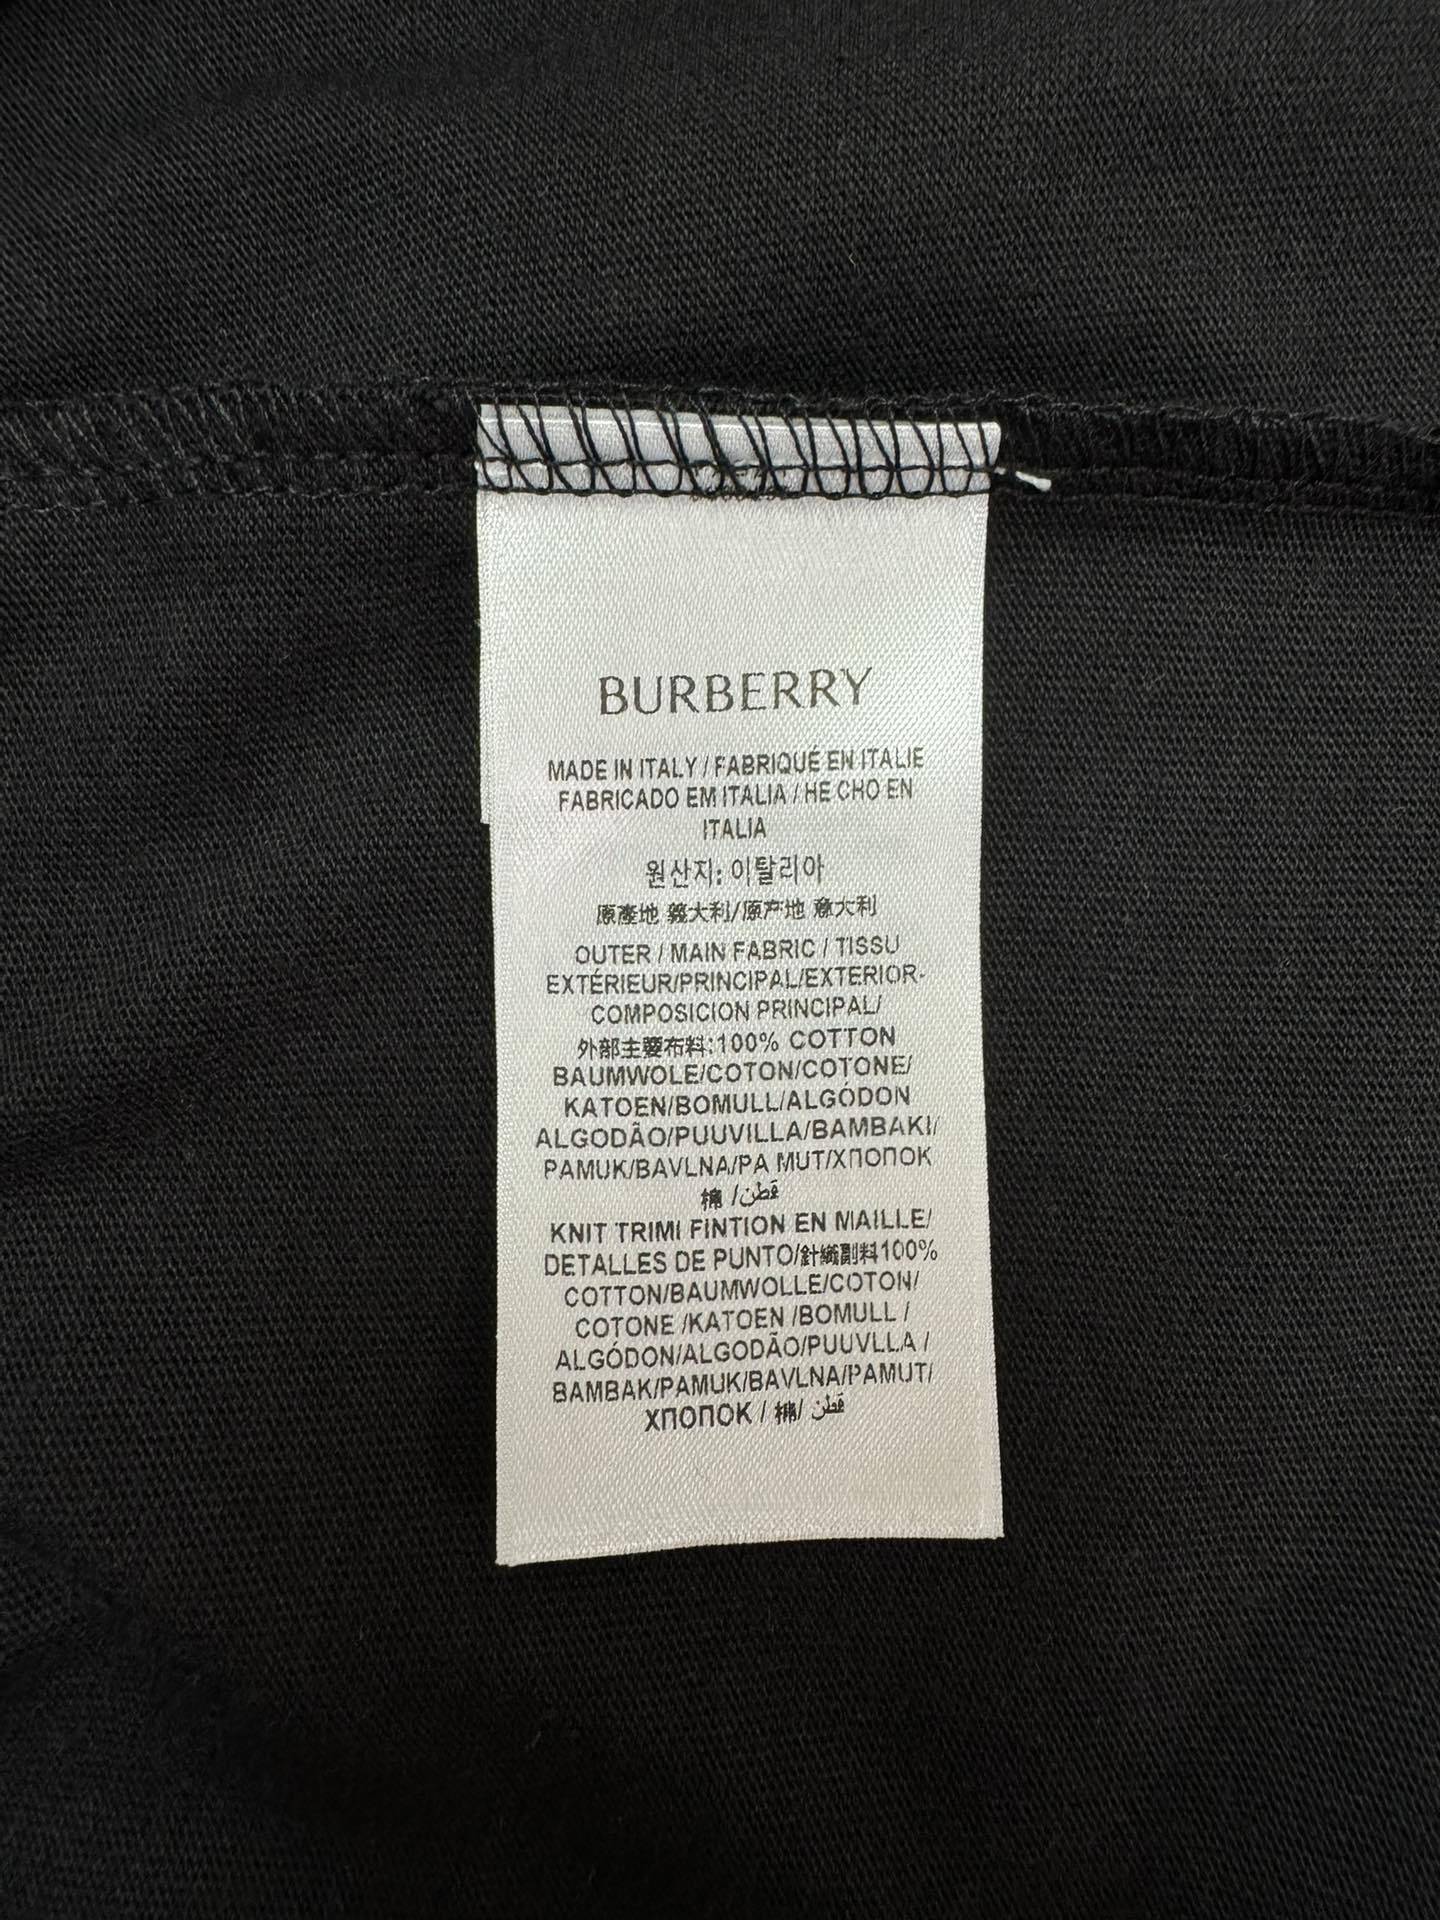 BURBERRY
MADE IN ITALY / FABRIQUÉ EN ITALIE
FABRICADO EM ITALIA / HE CHO EN
ITALIA
원산지: 이탈리아
原產地 義大利/原产地 意大利
OUTER / MAIN FABRIC / TISSU
EXTÉRIEUR/PRINCIPAL/EXTERIOR-
COMPOSICION PRINCIPAL/
外部主要布料:100% COTTON
BAUMWOLE/COTON/COTONE/
KATOEN/BOMULL/ALGÓDON
ALGODÃO/PUUVILLA/BAMBAKI/
PAMUK/BAVLNA/PA MUT/ХПОПОК
棉 /قطن
KNIT TRIMI FINTION EN MAILLE/
DETALLES DE PUNTO/針織副料100%
COTTON/BAUMWOLLE/COTON/
COTONE /KATOEN /BOMULL /
ALGÓDON/ALGODÃO/PUUVLLA /
BAMBAK/PAMUK/BAVLNA/PAMUT/
ХПОПОК / 棉/ قطن